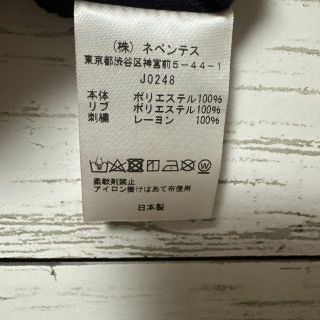 (株) ネペンテス
東京都渋谷区神宮前5-44-1
J0248
本体 ポリエステル100%
リブ ポリエステル100%
刺繍 レーヨン 100%
柔軟剤禁止
アイロン掛けはあて布使用
日本製